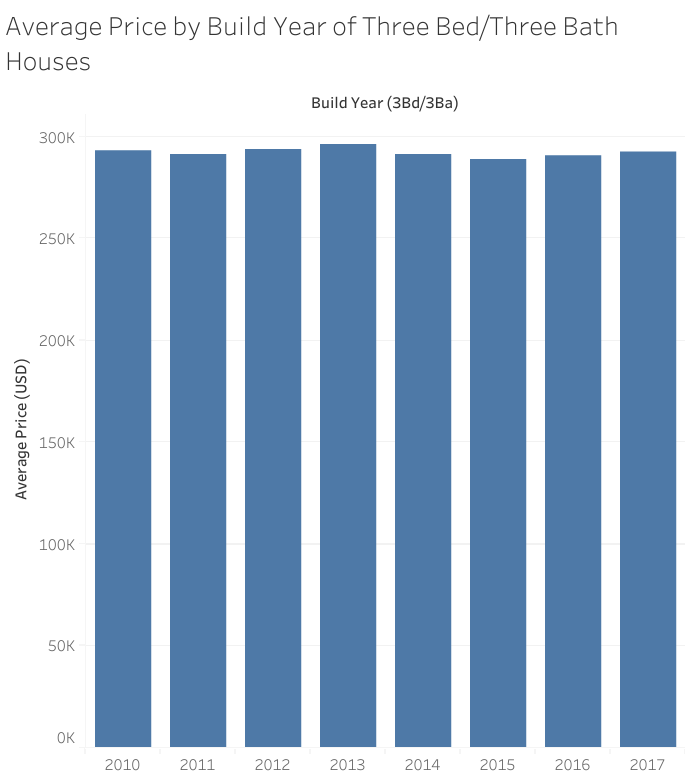 Average Price by Build Year of Three Bed/Three Bath
Houses
Build Year (3Bd/3Ba)
Average Price (USD)
300K
250K
200K
150K
100K
50K
0K
2010 2011 2012 2013 2014 2015 2016 2017